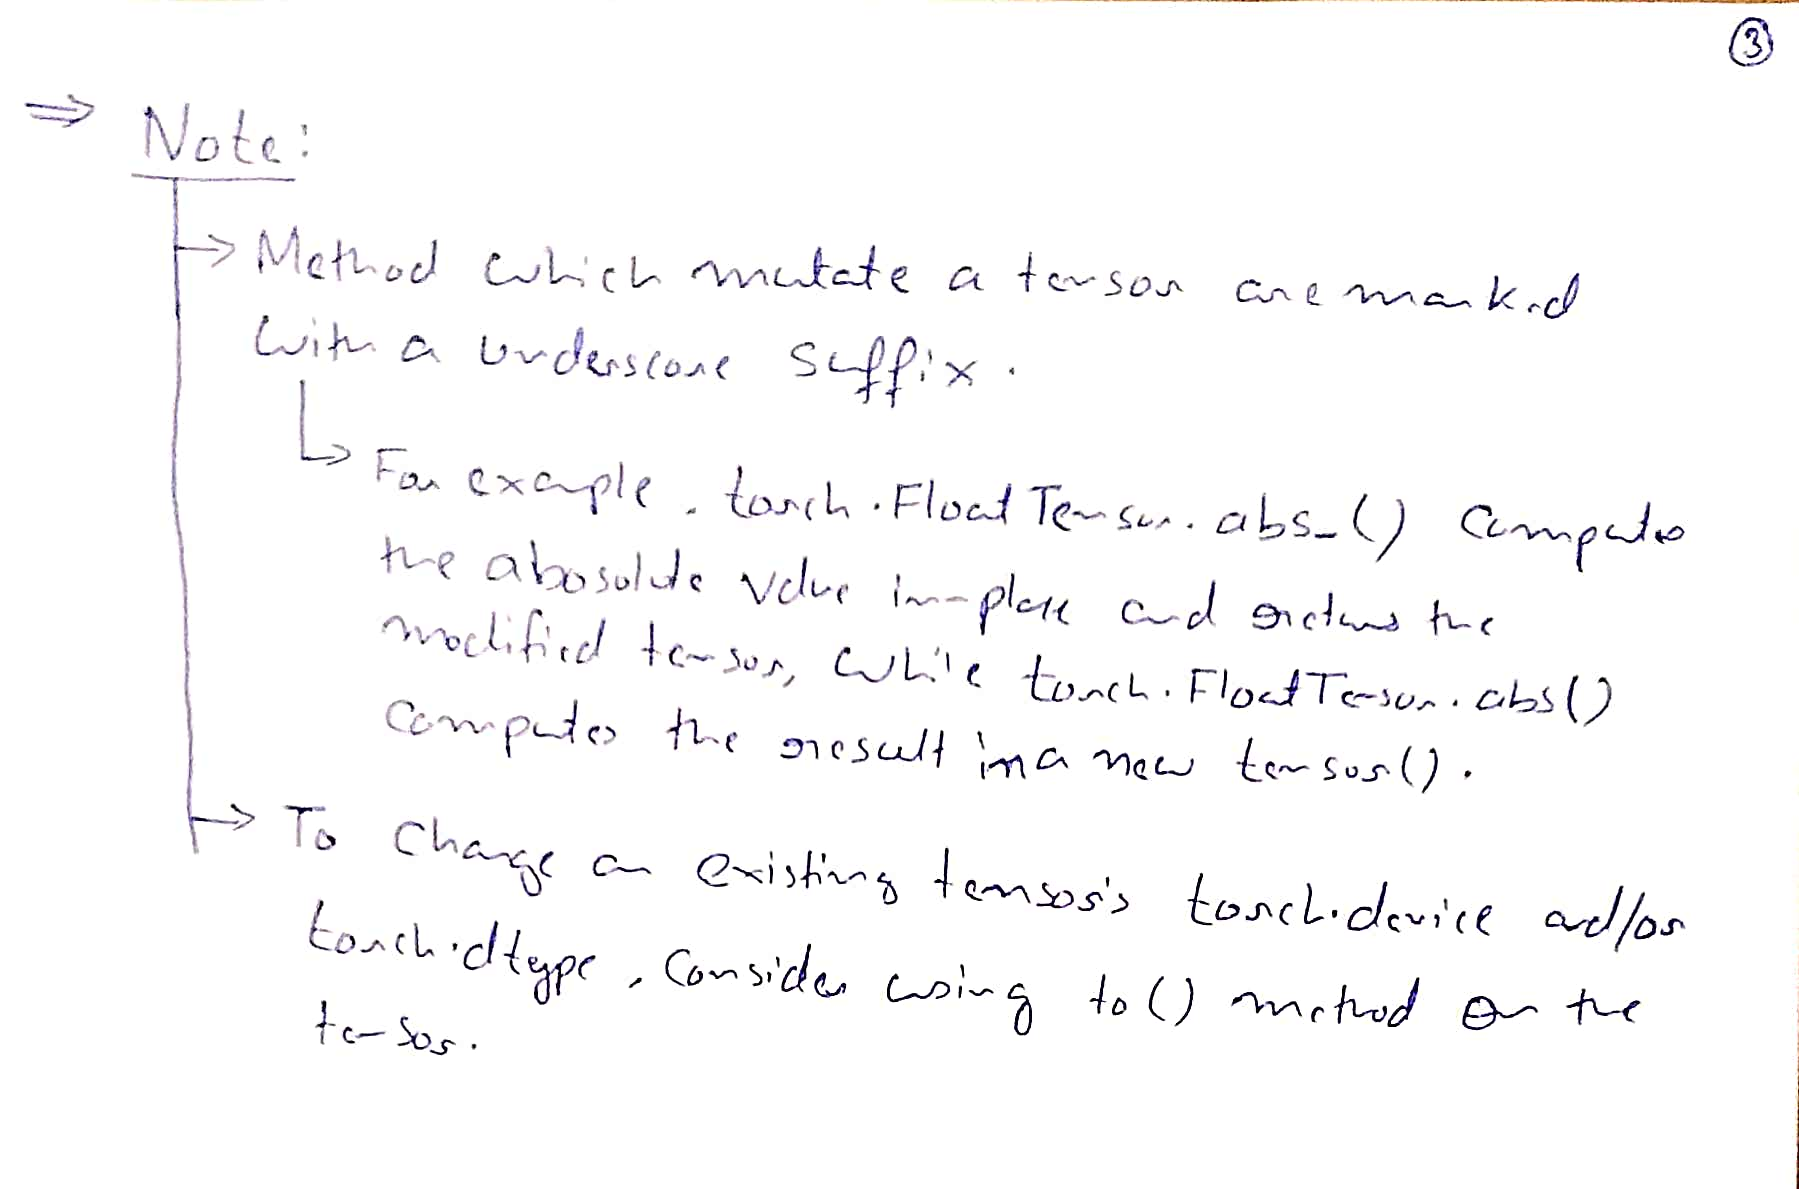 3
⇒ Note:
→ Method which mutate a tensor are marked
with a underscore suffix.
↳ For example, torch.FloatTensor.abs_() computes
the abosolute value in-place and returns the
modified tensor, while torch.FloatTensor.abs()
computes the result in a new tensor().
→ To change an existing tensor's torch.device and/or
torch.dtype, consider using to() method on the
tensor.